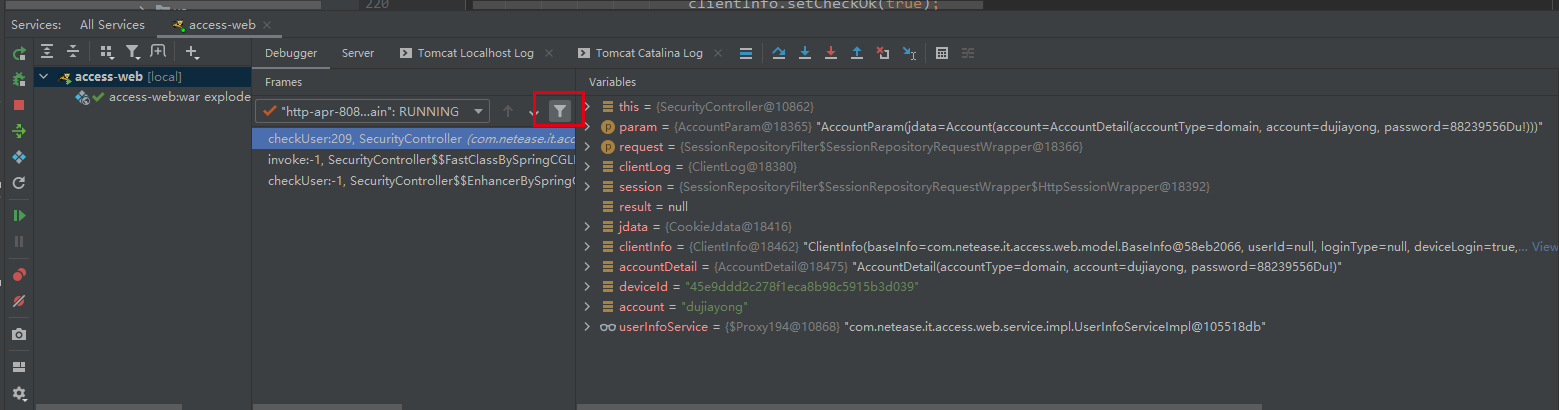 220
clientInfo.setCheckOk(true);
Services:
All Services
access-web
Debugger
Server
Tomcat Localhost Log
Tomcat Catalina Log
access-web [local]
access-web:war explode
Frames
Variables
"http-apr-808...ain": RUNNING
checkUser:209, SecurityController (com.netease.it.acc
invoke:-1, SecurityController$$FastClassBySpringCGLI
checkUser:-1, SecurityController$$EnhancerBySpringC
this = {SecurityController@10862}
param = {AccountParam@18365} "AccountParam(jdata=Account(account=AccountDetail(accountType=domain, account=dujiayong, password=88239556Du!)))"
request = {SessionRepositoryFilter$SessionRepositoryRequestWrapper@18366}
clientLog = {ClientLog@18380}
session = {SessionRepositoryFilter$SessionRepositoryRequestWrapper$HttpSessionWrapper@18392}
result = null
jdata = {CookieJdata@18416}
clientInfo = {ClientInfo@18462} "ClientInfo(baseInfo=com.netease.it.access.web.model.BaseInfo@58eb2066, userId=null, loginType=null, deviceLogin=true,... View
accountDetail = {AccountDetail@18475} "AccountDetail(accountType=domain, account=dujiayong, password=88239556Du!)"
deviceId = "45e9ddd2c278f1eca8b98c5915b3d039"
account = "dujiayong"
userInfoService = {$Proxy194@10868} "com.netease.it.access.web.service.impl.UserInfoServiceImpl@105518db"